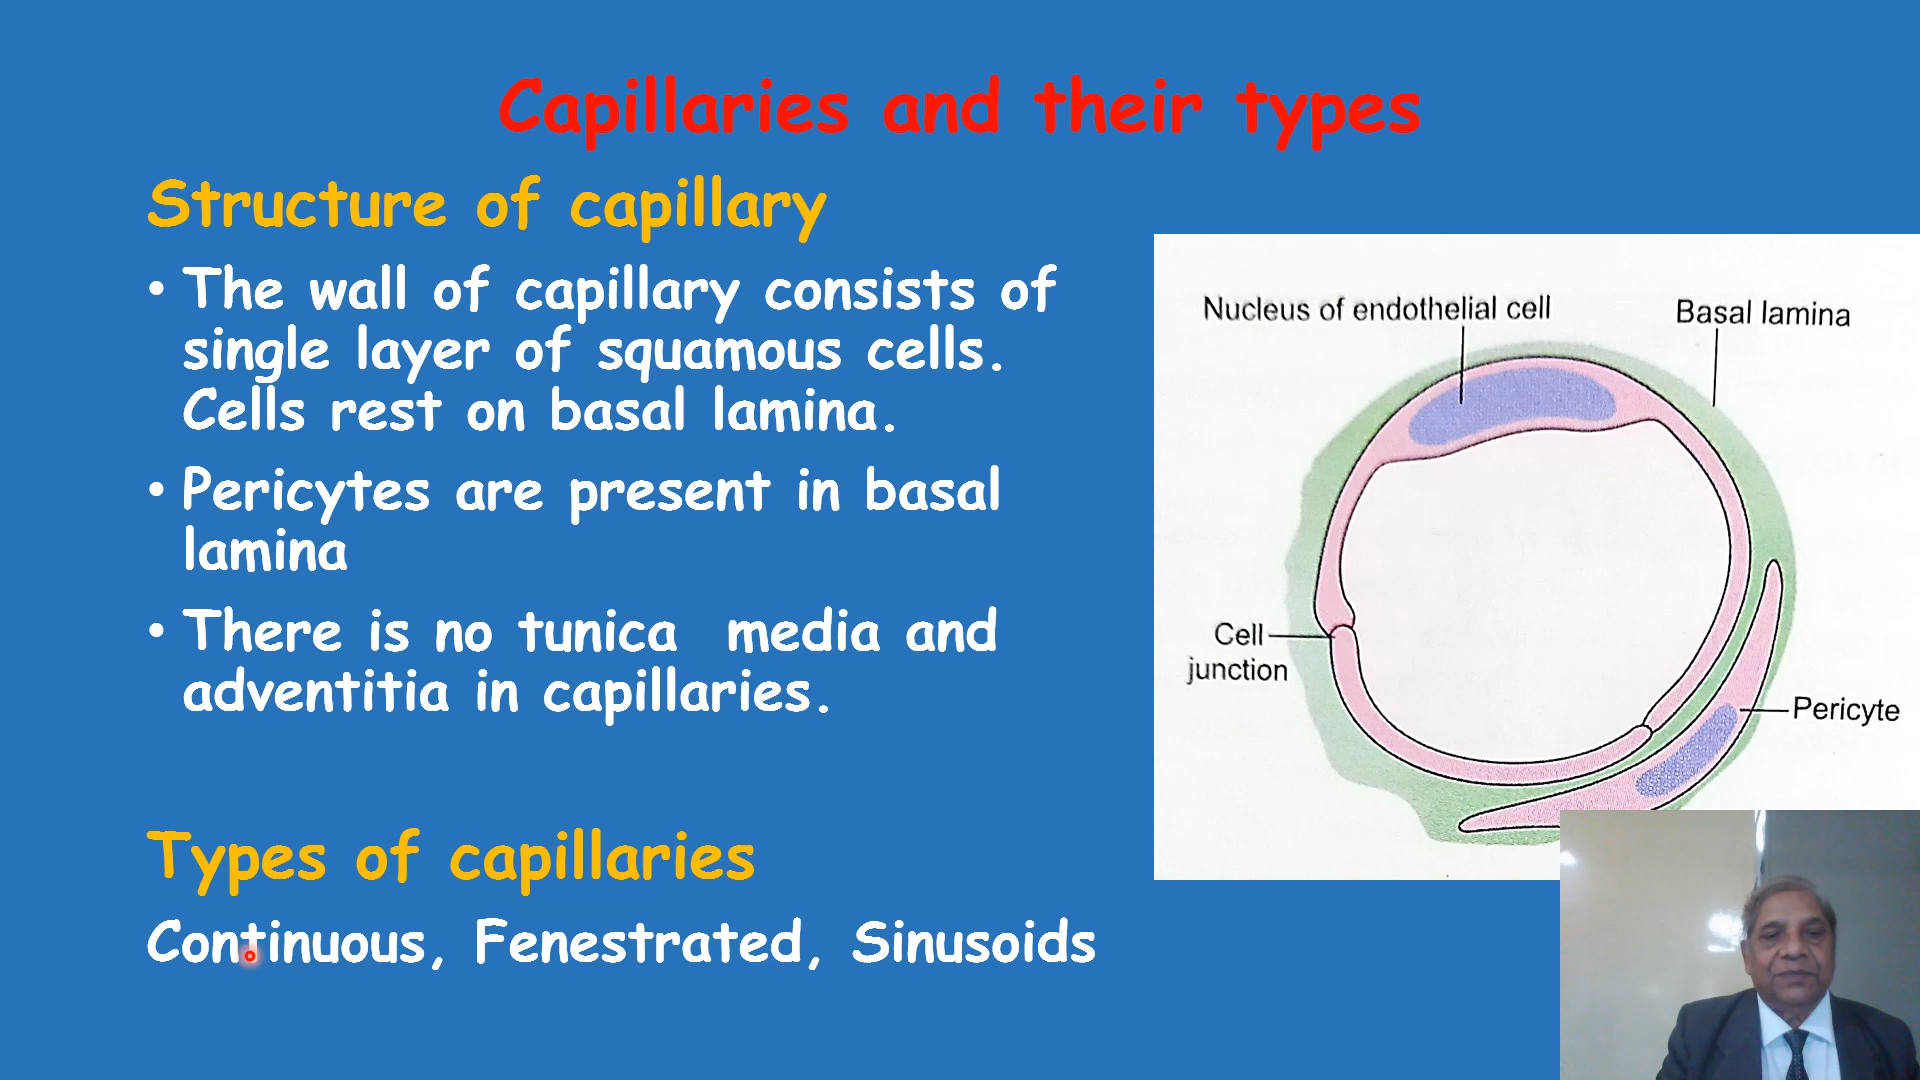 Capillaries and their types
Structure of capillary
• The wall of capillary consists of
single layer of squamous cells.
Cells rest on basal lamina.
• Pericytes are present in basal
lamina
• There is no tunica  media and
adventitia in capillaries.
Types of capillaries
Continuous, Fenestrated, Sinusoids
Nucleus of endothelial cell
Basal lamina
Cell
junction
Pericyte